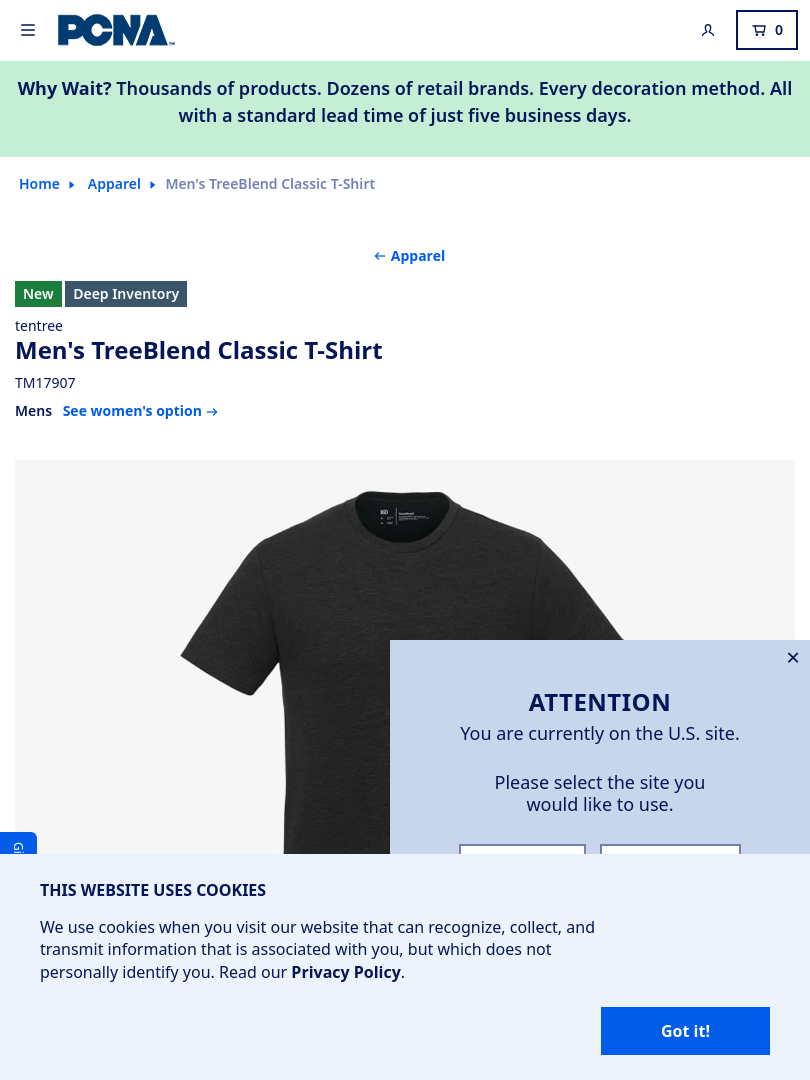 PCNA
0
Why Wait? Thousands of products. Dozens of retail brands. Every decoration method. All
with a standard lead time of just five business days.
Home Apparel Men's TreeBlend Classic T-Shirt
← Apparel
New Deep Inventory
tentree
Men's TreeBlend Classic T-Shirt
TM17907
Mens See women's option →
ATTENTION
You are currently on the U.S. site.
Please select the site you
would like to use.
THIS WEBSITE USES COOKIES
We use cookies when you visit our website that can recognize, collect, and
transmit information that is associated with you, but which does not
personally identify you. Read our Privacy Policy.
Got it!